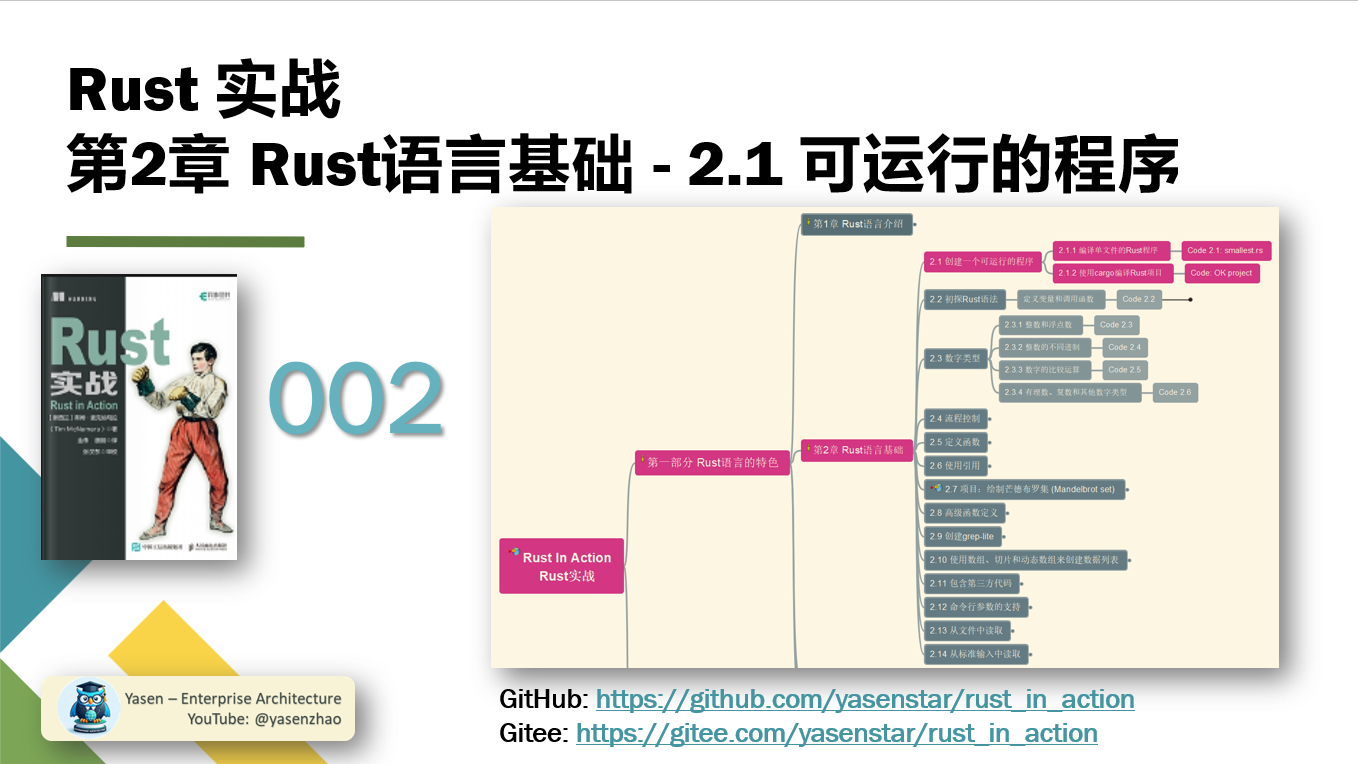 Rust 实战
第2章 Rust语言基础 - 2.1 可运行的程序
MANNING
Rust
实战
Rust in Action
002
第1章 Rust语言介绍
2.1 创建一个可运行的程序
2.1.1 编译单文件的Rust程序
Code 2.1: smallest.rs
2.1.2 使用cargo编译Rust项目
Code: OK project
2.2 初探Rust语法
定义变量和调用函数
Code 2.2
2.3 数字类型
2.3.1 整数和浮点数
Code 2.3
2.3.2 整数的不同进制
Code 2.4
2.3.3 数字的比较运算
Code 2.5
2.3.4 有理数、复数和其他数字类型
Code 2.6
第一部分 Rust语言的特色
第2章 Rust语言基础
2.4 流程控制
2.5 定义函数
2.6 使用引用
2.7 项目：绘制芒德布罗集 (Mandelbrot set)
2.8 高级函数定义
2.9 创建grep-lite
2.10 使用数组、切片和动态数组来创建数据列表
2.11 包含第三方代码
2.12 命令行参数的支持
2.13 从文件中读取
2.14 从标准输入中读取
Rust In Action
Rust实战
Yasen – Enterprise Architecture
YouTube: @yasenzhao
GitHub: https://github.com/yasenstar/rust_in_action
Gitee: https://gitee.com/yasenstar/rust_in_action